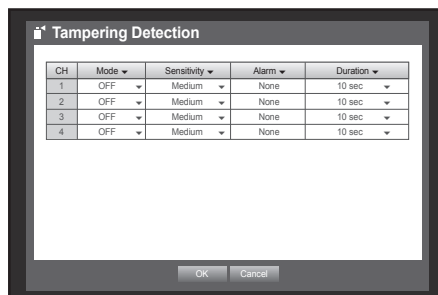 Tampering Detection
CH Mode Sensitivity Alarm Duration
1 OFF Medium None 10 sec
2 OFF Medium None 10 sec
3 OFF Medium None 10 sec
4 OFF Medium None 10 sec
OK Cancel